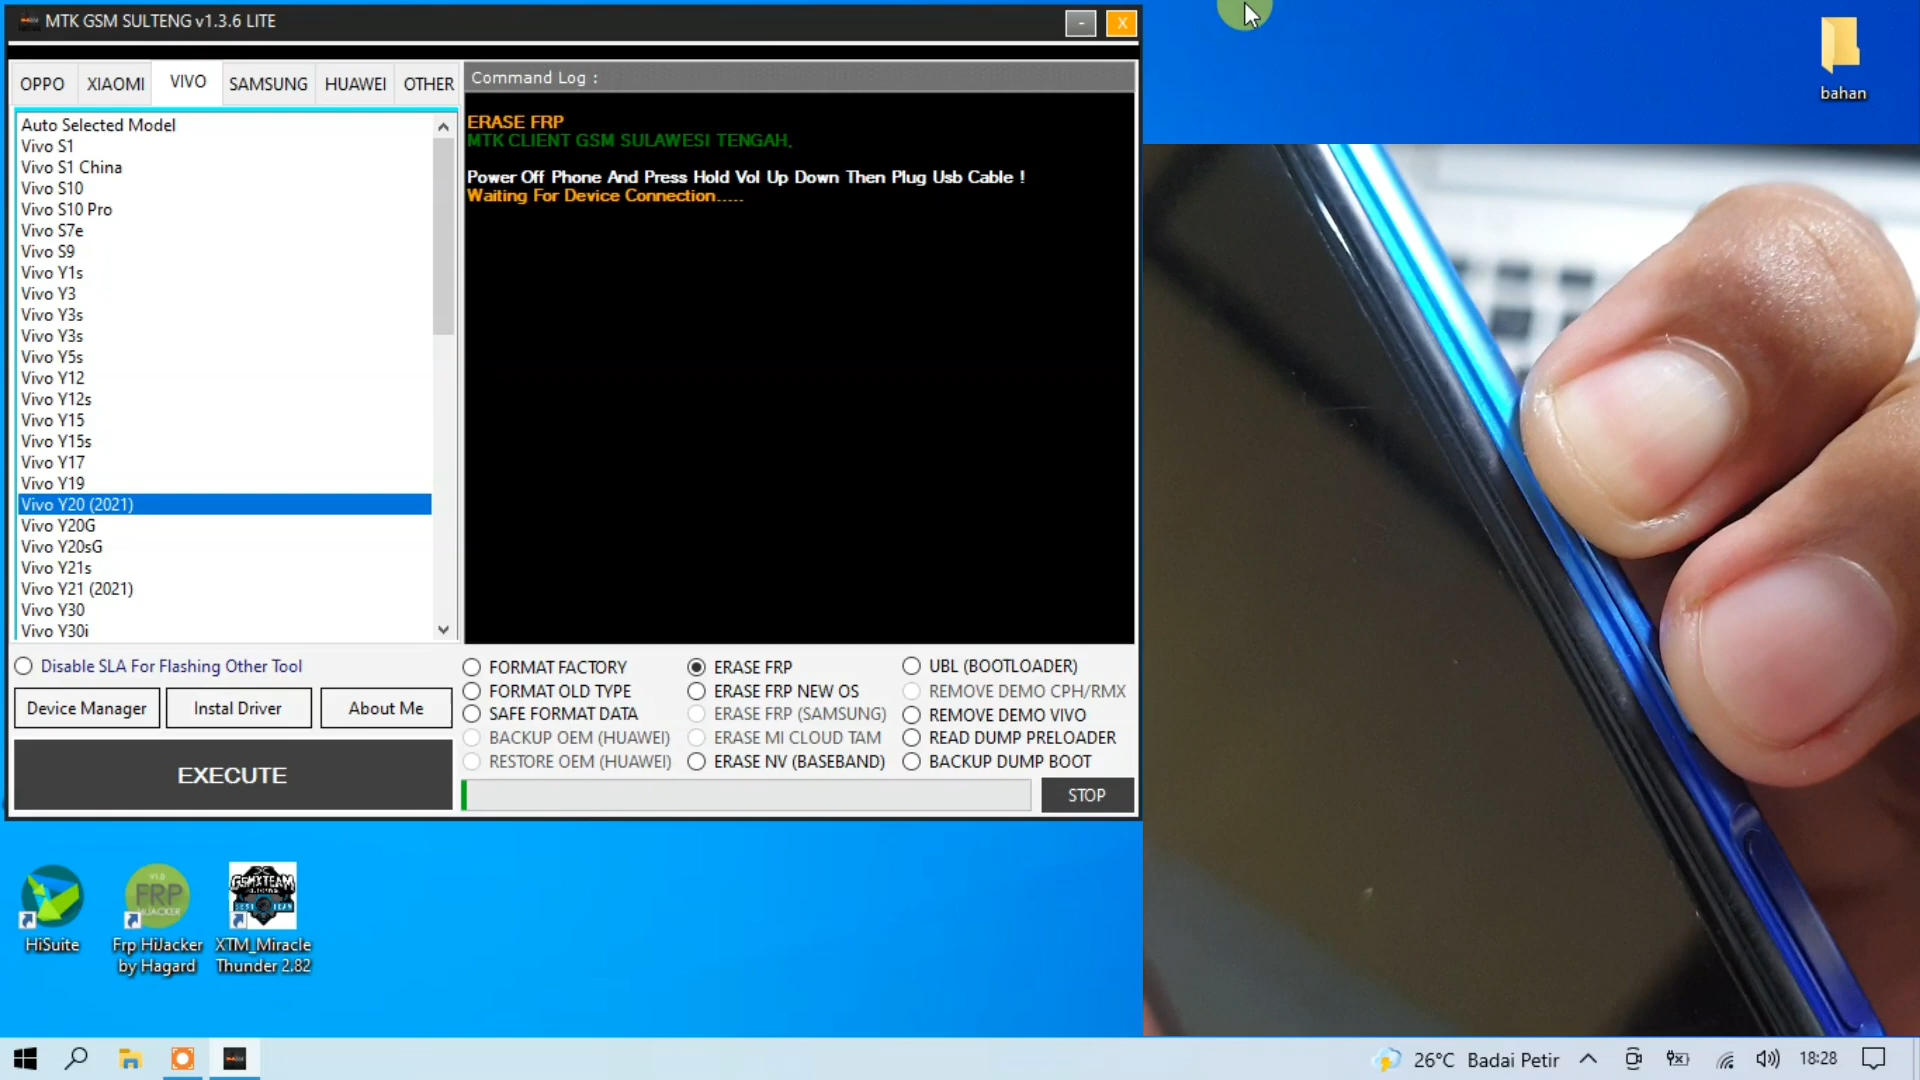 MTK GSM SULTENG v1.3.6 LITE
-
X
OPPO
XIAOMI
VIVO
SAMSUNG
HUAWEI
OTHER
Auto Selected Model
Vivo S1
Vivo S1 China
Vivo S10
Vivo S10 Pro
Vivo S7e
Vivo S9
Vivo Y1s
Vivo Y3
Vivo Y3s
Vivo Y3s
Vivo Y5s
Vivo Y12
Vivo Y12s
Vivo Y15
Vivo Y15s
Vivo Y17
Vivo Y19
Vivo Y20 (2021)
Vivo Y20G
Vivo Y20sG
Vivo Y21s
Vivo Y21 (2021)
Vivo Y30
Vivo Y30i
Command Log :
ERASE FRP
MTK CLIENT GSM SULAWESI TENGAH.
Power Off Phone And Press Hold Vol Up Down Then Plug Usb Cable !
Waiting For Device Connection.....
Disable SLA For Flashing Other Tool
Device Manager
Instal Driver
About Me
EXECUTE
FORMAT FACTORY
FORMAT OLD TYPE
SAFE FORMAT DATA
BACKUP OEM (HUAWEI)
RESTORE OEM (HUAWEI)
ERASE FRP
ERASE FRP NEW OS
ERASE FRP (SAMSUNG)
ERASE MI CLOUD TAM
ERASE NV (BASEBAND)
UBL (BOOTLOADER)
REMOVE DEMO CPH/RMX
REMOVE DEMO VIVO
READ DUMP PRELOADER
BACKUP DUMP BOOT
STOP
bahan
HiSuite
V1.0
FRP
HIJACKER
Frp HiJacker
by Hagard
GSMXTEAM
BEST TEAM
XTM_Miracle
Thunder 2.82
26°C Badai Petir
18:28